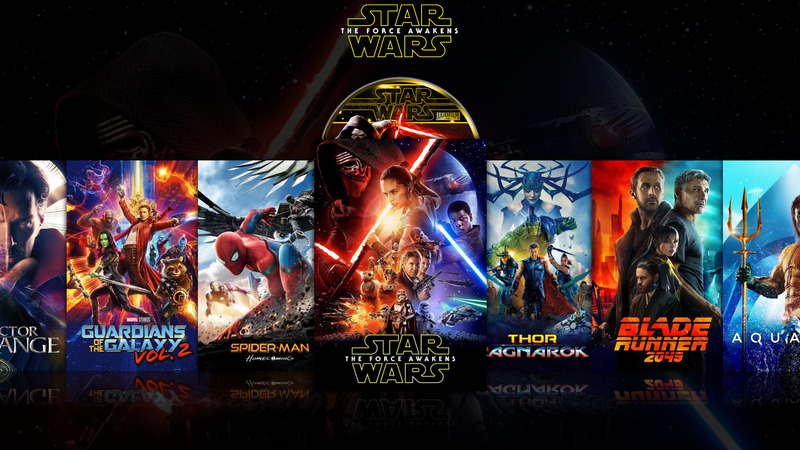 STAR
THE FORCE AWAKENS
WARS
STAR
WARS
CTOR
ANGE
MARVEL STUDIOS
GUARDIANS
OF THE GALAXY
VOL. 2
SPIDER-MAN
HOMECOMING
STAR
THE FORCE AWAKENS
WARS
THOR
RAGNAROK
BLADE
RUNNER
2049
AQUA